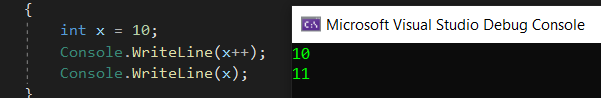 {
int x = 10;
Console.WriteLine(x++);
Console.WriteLine(x);
}
C:\ Microsoft Visual Studio Debug Console
10
11